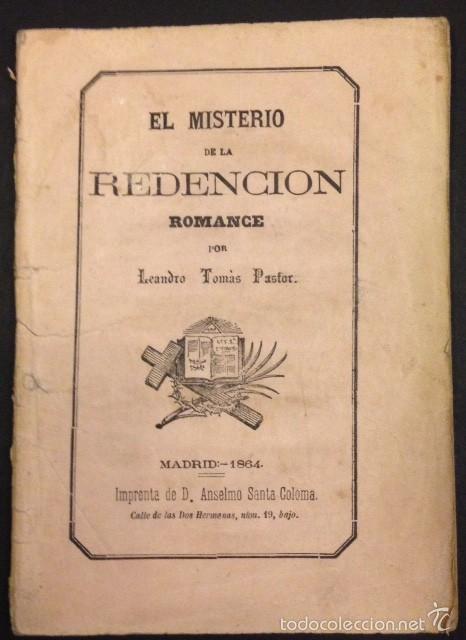 EL MISTERIO
DE LA
REDENCION
ROMANCE
POR
Leandro Tomás Pastor.
MADRID:-1864.
Imprenta de D. Anselmo Santa Coloma.
Calle de las Dos Hermanas, núm. 19, bajo.
todocoleccion.net